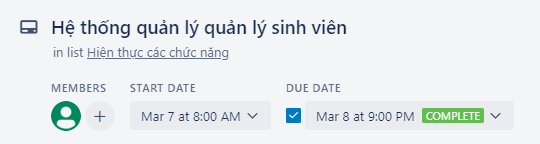 Hệ thống quản lý quản lý sinh viên
in list Hiện thực các chức năng
MEMBERS START DATE DUE DATE
Mar 7 at 8:00 AM Mar 8 at 9:00 PM COMPLETE